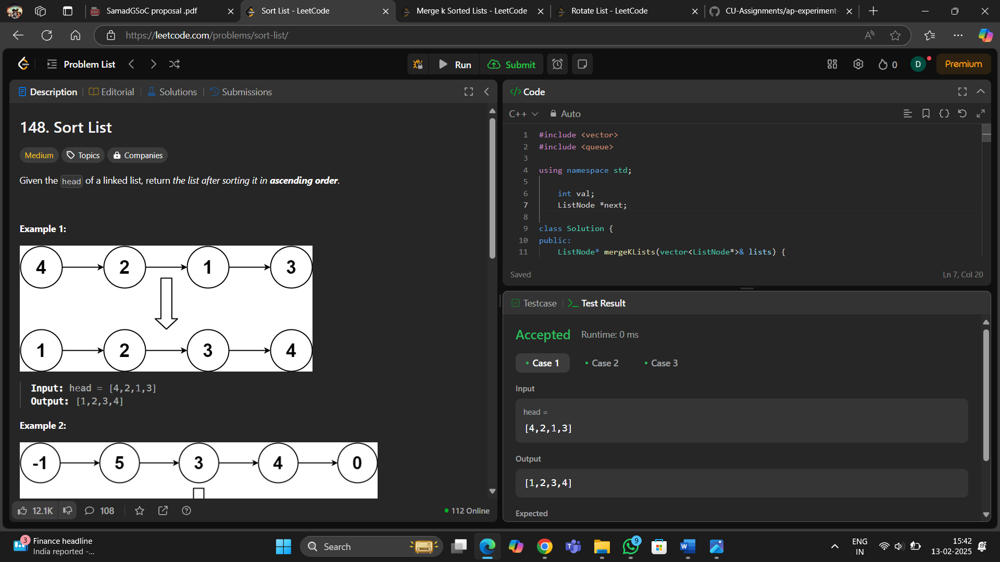 SamadGSoC proposal .pdf
Sort List - LeetCode
Merge k Sorted Lists - LeetCode
Rotate List - LeetCode
CU-Assignments/ap-experiment-
https://leetcode.com/problems/sort-list/
Problem List
Run
Submit
0
D
Premium
Description
Editorial
Solutions
Submissions
148. Sort List
Medium
Topics
Companies
Given the head of a linked list, return the list after sorting it in ascending order.
Example 1:
4 2 1 3
1 2 3 4
Input: head = [4,2,1,3]
Output: [1,2,3,4]
Example 2:
-1 5 3 4 0
12.1K
108
112 Online
</> Code
C++
Auto
1 #include <vector>
2 #include <queue>
3
4 using namespace std;
5
6 int val;
7 ListNode *next;
8
9 class Solution {
10 public:
11 ListNode* mergeKLists(vector<ListNode*>& lists) {
Saved
Ln 7, Col 20
Testcase
Test Result
Accepted
Runtime: 0 ms
Case 1
Case 2
Case 3
Input
head =
[4,2,1,3]
Output
[1,2,3,4]
Expected
3
Finance headline
India reported -...
Search
9
ENG
IN
15:42
13-02-2025